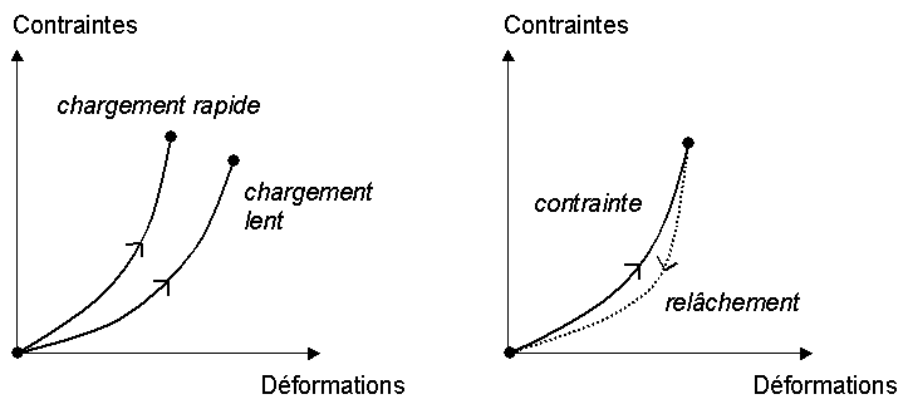 Contraintes
chargement rapide
chargement
lent
Déformations
Contraintes
contrainte
relâchement
Déformations